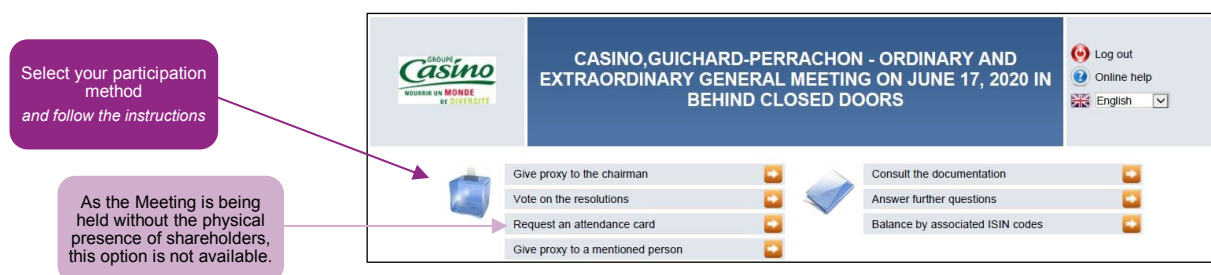 Select your participation
method
and follow the instructions
As the Meeting is being
held without the physical
presence of shareholders,
this option is not available.
GROUPE
Casino
NOURRIR UN MONDE
DE DIVERSITÉ
CASINO,GUICHARD-PERRACHON - ORDINARY AND
EXTRAORDINARY GENERAL MEETING ON JUNE 17, 2020 IN
BEHIND CLOSED DOORS
Log out
Online help
English
Give proxy to the chairman
Vote on the resolutions
Request an attendance card
Give proxy to a mentioned person
Consult the documentation
Answer further questions
Balance by associated ISIN codes